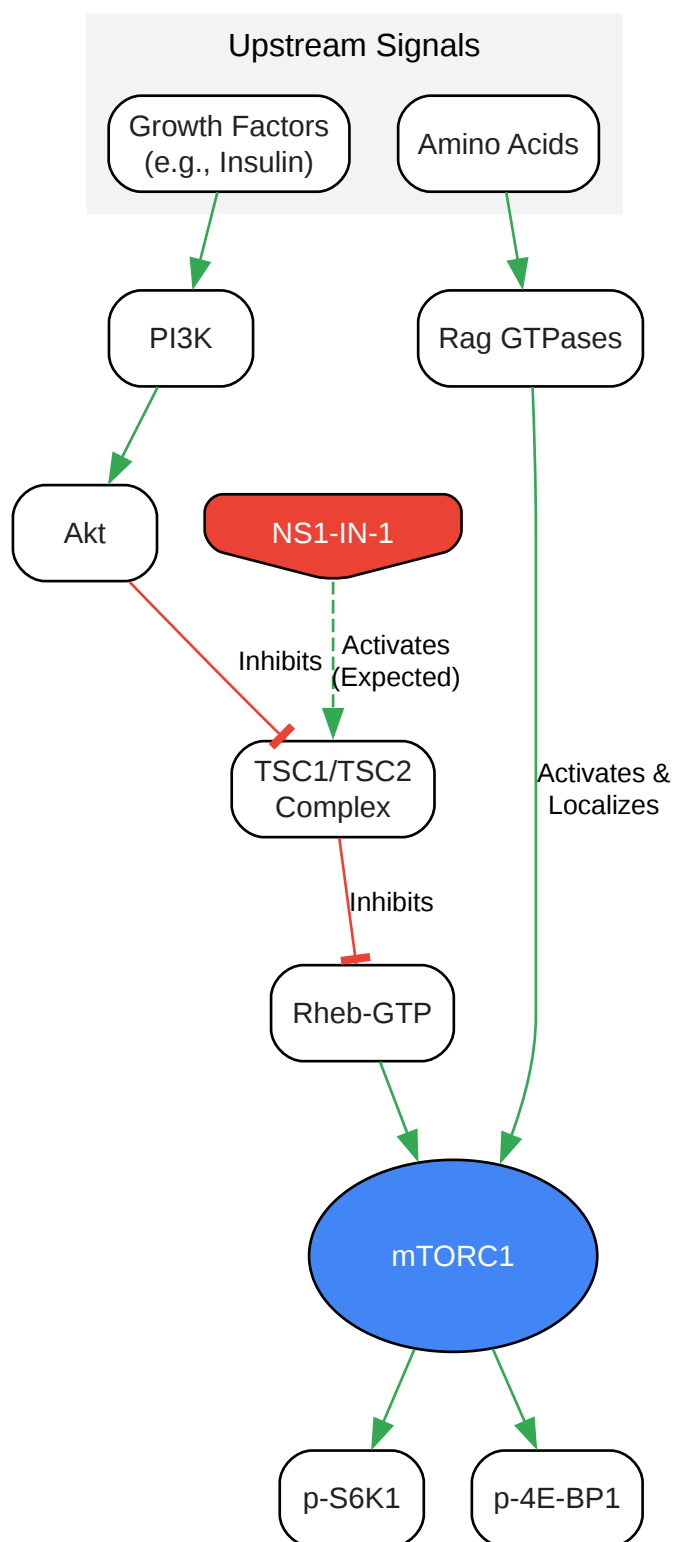 Upstream Signals
Growth Factors
(e.g., Insulin)
Amino Acids
PI3K
Rag GTPases
Akt
NS1-IN-1
Inhibits
Activates
(Expected)
TSC1/TSC2
Complex
Activates &
Localizes
Inhibits
Rheb-GTP
mTORC1
p-S6K1
p-4E-BP1